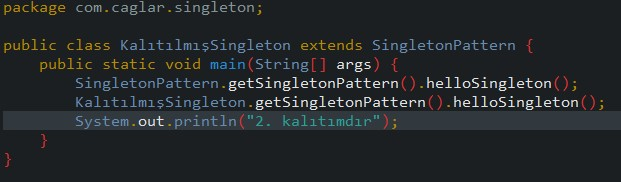 package com.caglar.singleton;
public class KalıtılmışSingleton extends SingletonPattern {
    public static void main(String[] args) {
        SingletonPattern.getSingletonPattern().helloSingleton();
        KalıtılmışSingleton.getSingletonPattern().helloSingleton();
        System.out.println("2. kalıtımdır");
    }
}